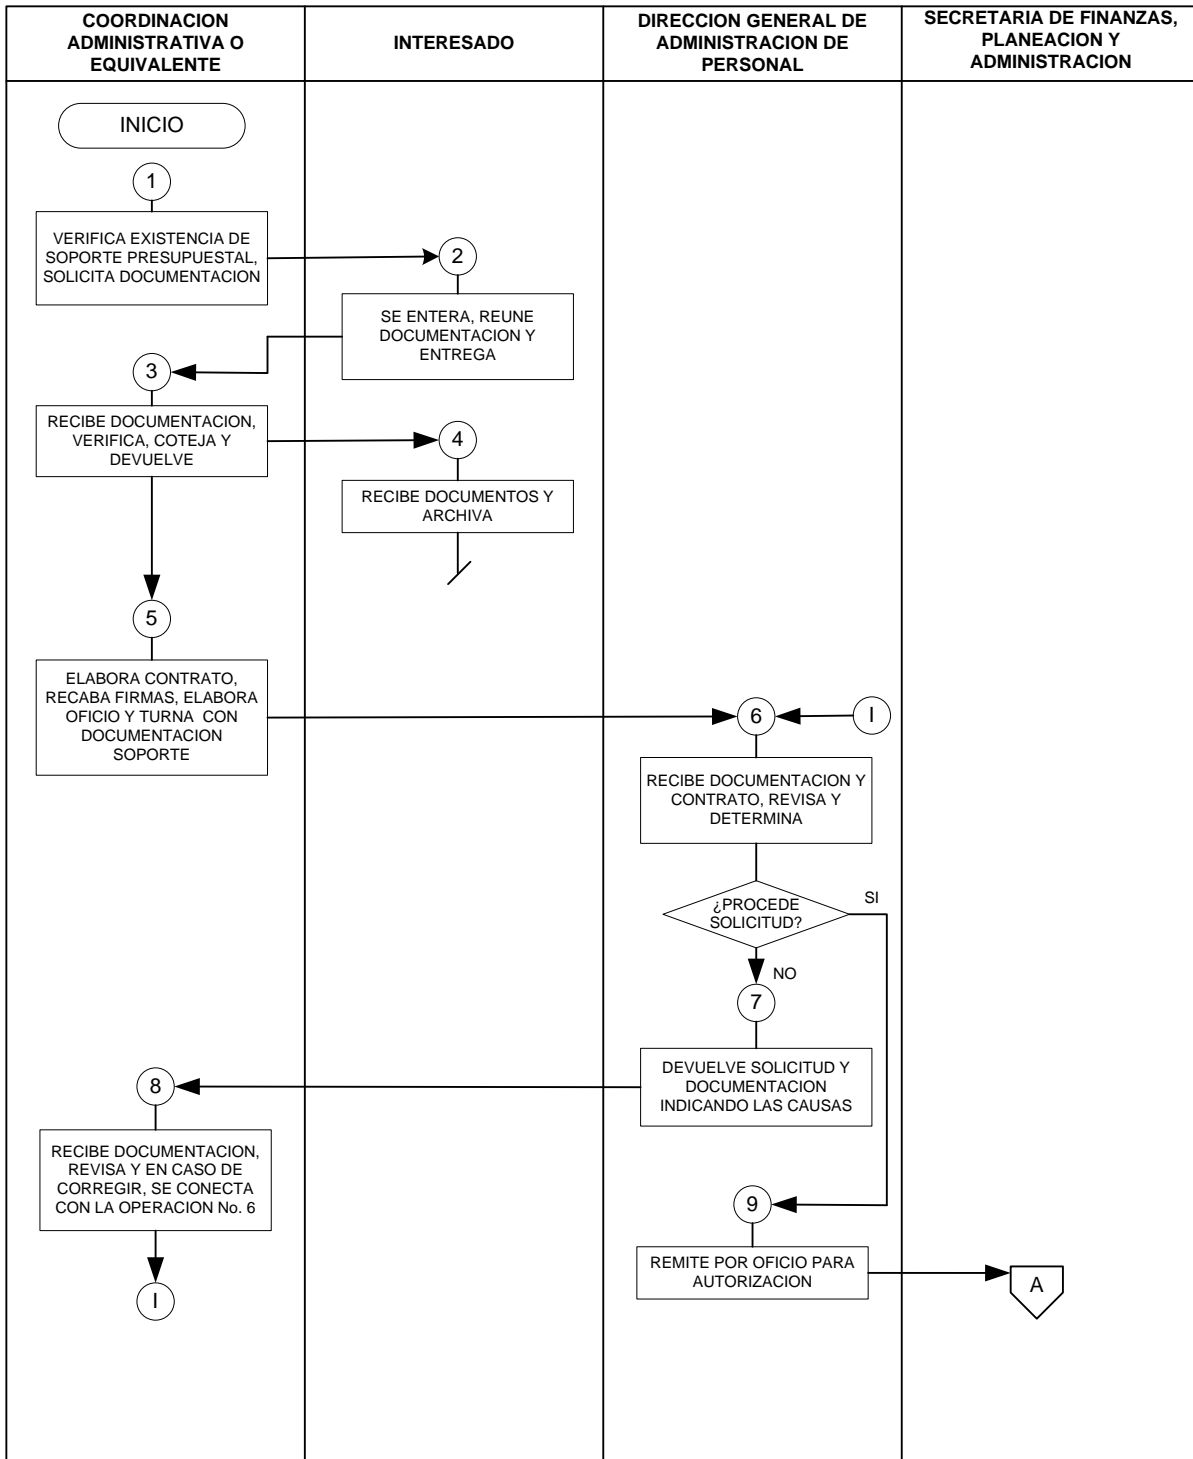 COORDINACION
ADMINISTRATIVA O
EQUIVALENTE
INTERESADO
DIRECCION GENERAL DE
ADMINISTRACION DE
PERSONAL
SECRETARIA DE FINANZAS,
PLANEACION Y
ADMINISTRACION
INICIO
1
VERIFICA EXISTENCIA DE
SOPORTE PRESUPUESTAL,
SOLICITA DOCUMENTACION
2
SE ENTERA, REUNE
DOCUMENTACION Y
ENTREGA
3
RECIBE DOCUMENTACION,
VERIFICA, COTEJA Y
DEVUELVE
4
RECIBE DOCUMENTOS Y
ARCHIVA
5
ELABORA CONTRATO,
RECABA FIRMAS, ELABORA
OFICIO Y TURNA CON
DOCUMENTACION
SOPORTE
6
I
RECIBE DOCUMENTACION Y
CONTRATO, REVISA Y
DETERMINA
¿PROCEDE
SOLICITUD?
SI
NO
7
DEVUELVE SOLICITUD Y
DOCUMENTACION
INDICANDO LAS CAUSAS
8
RECIBE DOCUMENTACION,
REVISA Y EN CASO DE
CORREGIR, SE CONECTA
CON LA OPERACION No. 6
I
9
REMITE POR OFICIO PARA
AUTORIZACION
A